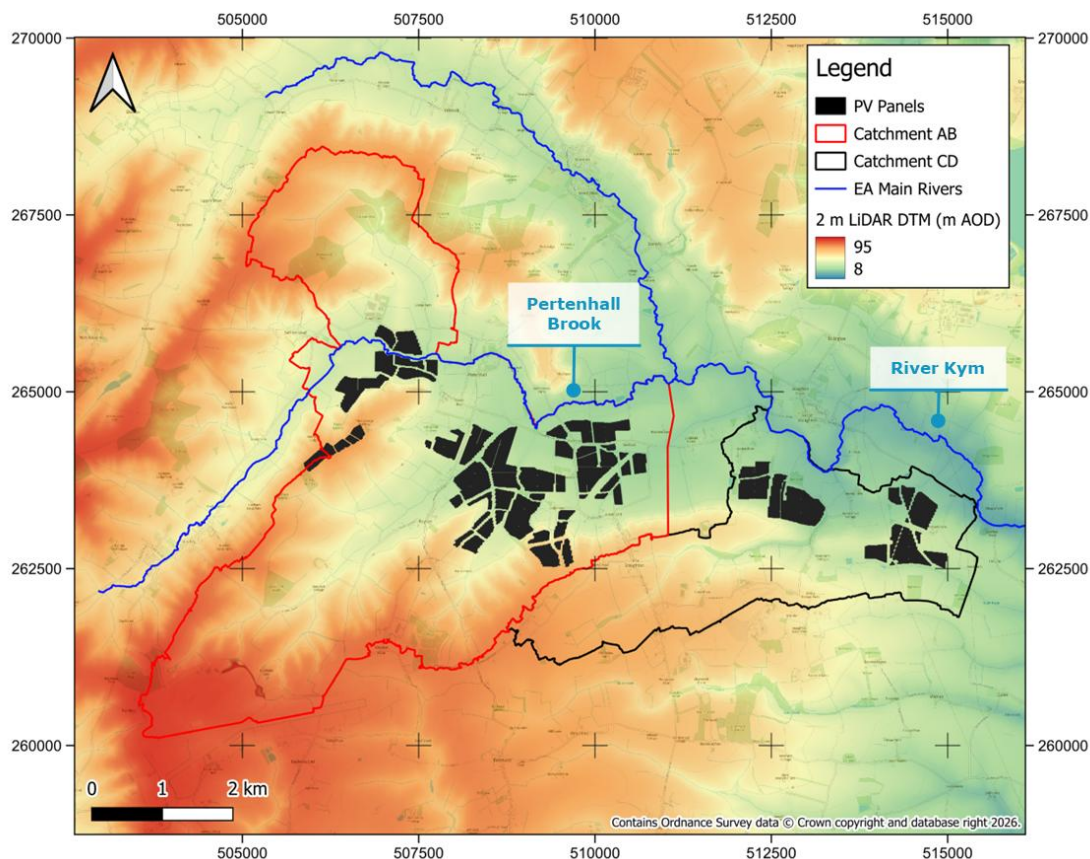 505000 507500 510000 512500 515000
270000
270000
Legend
PV Panels
Catchment AB
Catchment CD
EA Main Rivers
2 m LiDAR DTM (m AOD)
95
8
267500
267500
Pertenhall
Brook
River Kym
265000
265000
262500
262500
260000
260000
0 1 2 km
Contains Ordnance Survey data © Crown copyright and database right 2026.
505000 507500 510000 512500 515000